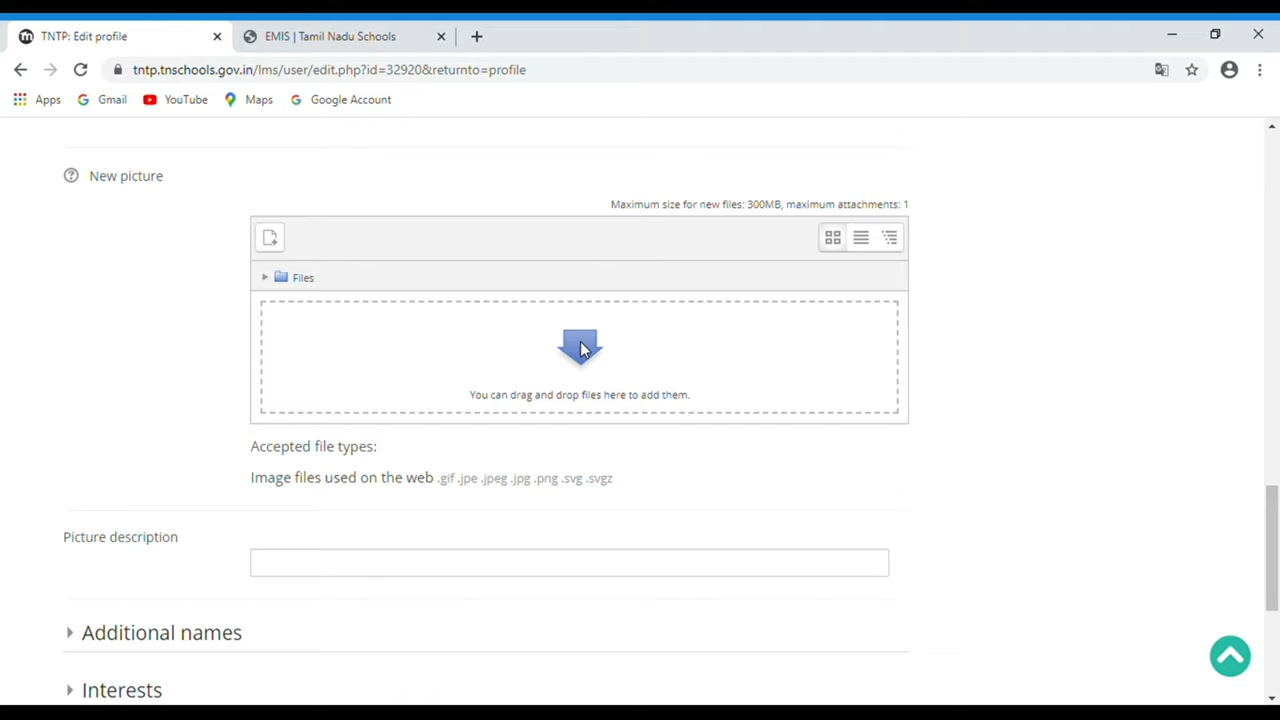 TNTP: Edit profile
EMIS | Tamil Nadu Schools
tntp.tnschools.gov.in/lms/user/edit.php?id=32920&returnto=profile
Apps Gmail YouTube Maps Google Account
New picture
Maximum size for new files: 300MB, maximum attachments: 1
Files
You can drag and drop files here to add them.
Accepted file types:
Image files used on the web .gif .jpe .jpeg .jpg .png .svg .svgz
Picture description
Additional names
Interests